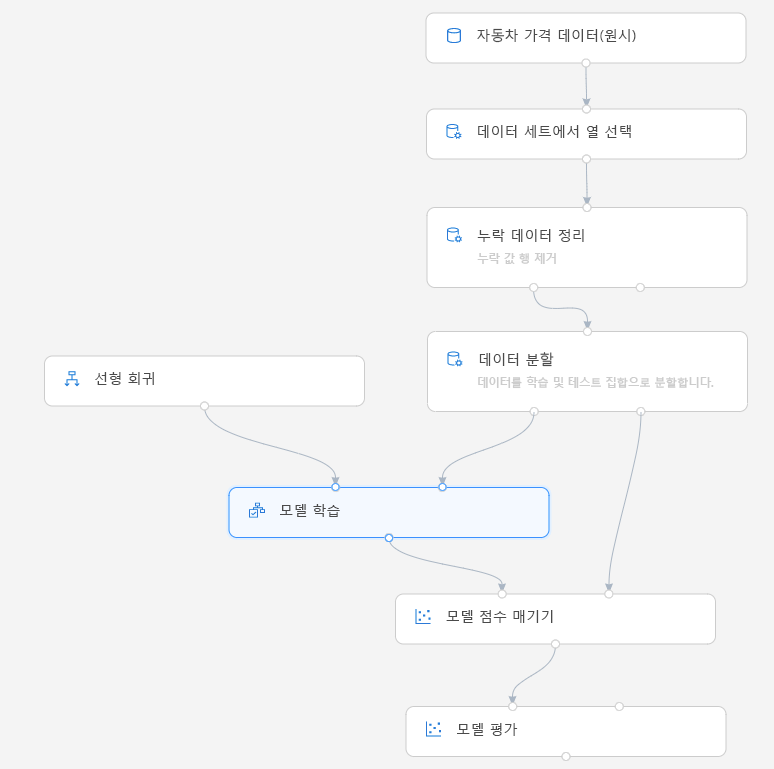 자동차 가격 데이터(원시)
데이터 세트에서 열 선택
누락 데이터 정리
누락 값 행 제거
데이터 분할
데이터를 학습 및 테스트 집합으로 분할합니다.
선형 회귀
모델 학습
모델 점수 매기기
모델 평가